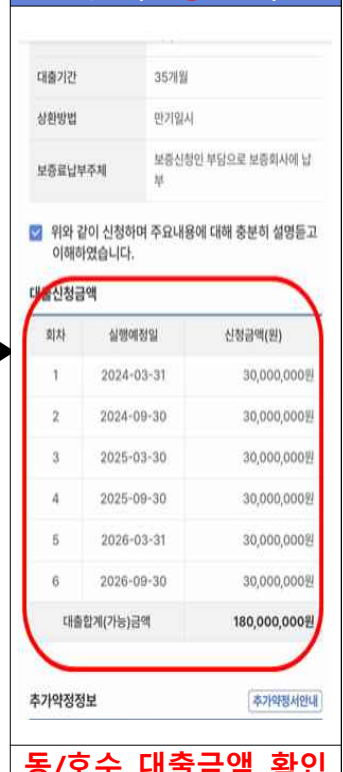 대출기간 35개월
상환방법 만기일시
보증료납부주체 보증신청인 부담으로 보증회사에 납
부
위와 같이 신청하며 주요내용에 대해 충분히 설명듣고
이해하였습니다.
대출신청금액
회차 실행예정일 신청금액(원)
1 2024-03-31 30,000,000원
2 2024-09-30 30,000,000원
3 2025-03-30 30,000,000원
4 2025-09-30 30,000,000원
5 2026-03-31 30,000,000원
6 2026-09-30 30,000,000원
대출합계(가능)금액 180,000,000원
추가약정정보 추가약정서안내
동/호수 대출금액 확인